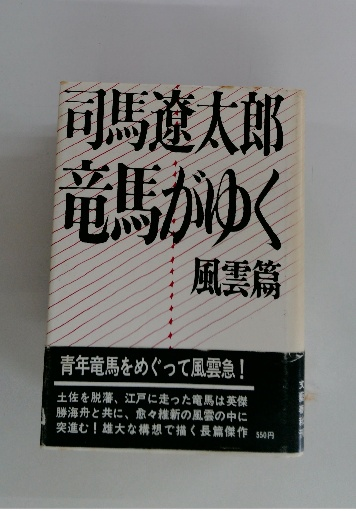 司馬遼太郎
竜馬がゆく
風雲篇
青年竜馬をめぐって風雲急!
土佐を脱藩、江戸に走った竜馬は英傑
勝海舟と共に、愈々維新の風雲の中に
突進む!雄大な構想で描く長篇傑作 550円